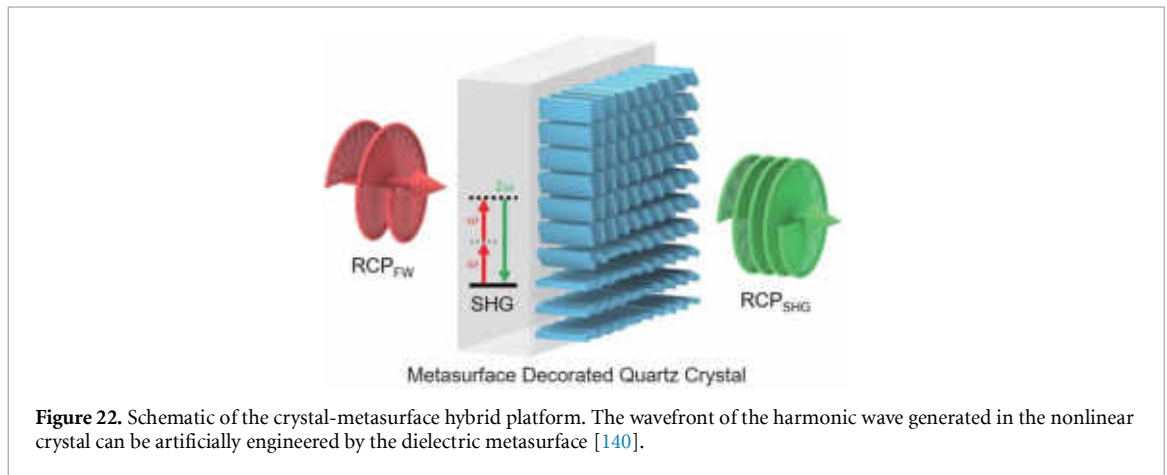 2ω
ω
ω
SHG
RCP_FW
RCP_SHG
Metasurface Decorated Quartz Crystal
Figure 22. Schematic of the crystal-metasurface hybrid platform. The wavefront of the harmonic wave generated in the nonlinear
crystal can be artificially engineered by the dielectric metasurface [140].